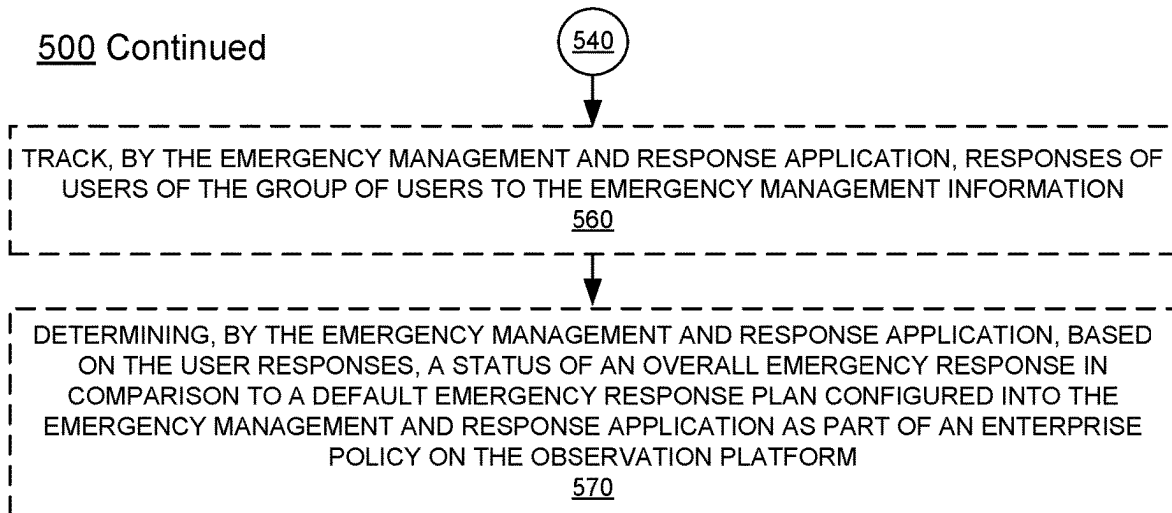 500 Continued
540
TRACK, BY THE EMERGENCY MANAGEMENT AND RESPONSE APPLICATION, RESPONSES OF
USERS OF THE GROUP OF USERS TO THE EMERGENCY MANAGEMENT INFORMATION
560
DETERMINING, BY THE EMERGENCY MANAGEMENT AND RESPONSE APPLICATION, BASED
ON THE USER RESPONSES, A STATUS OF AN OVERALL EMERGENCY RESPONSE IN
COMPARISON TO A DEFAULT EMERGENCY RESPONSE PLAN CONFIGURED INTO THE
EMERGENCY MANAGEMENT AND RESPONSE APPLICATION AS PART OF AN ENTERPRISE
POLICY ON THE OBSERVATION PLATFORM
570